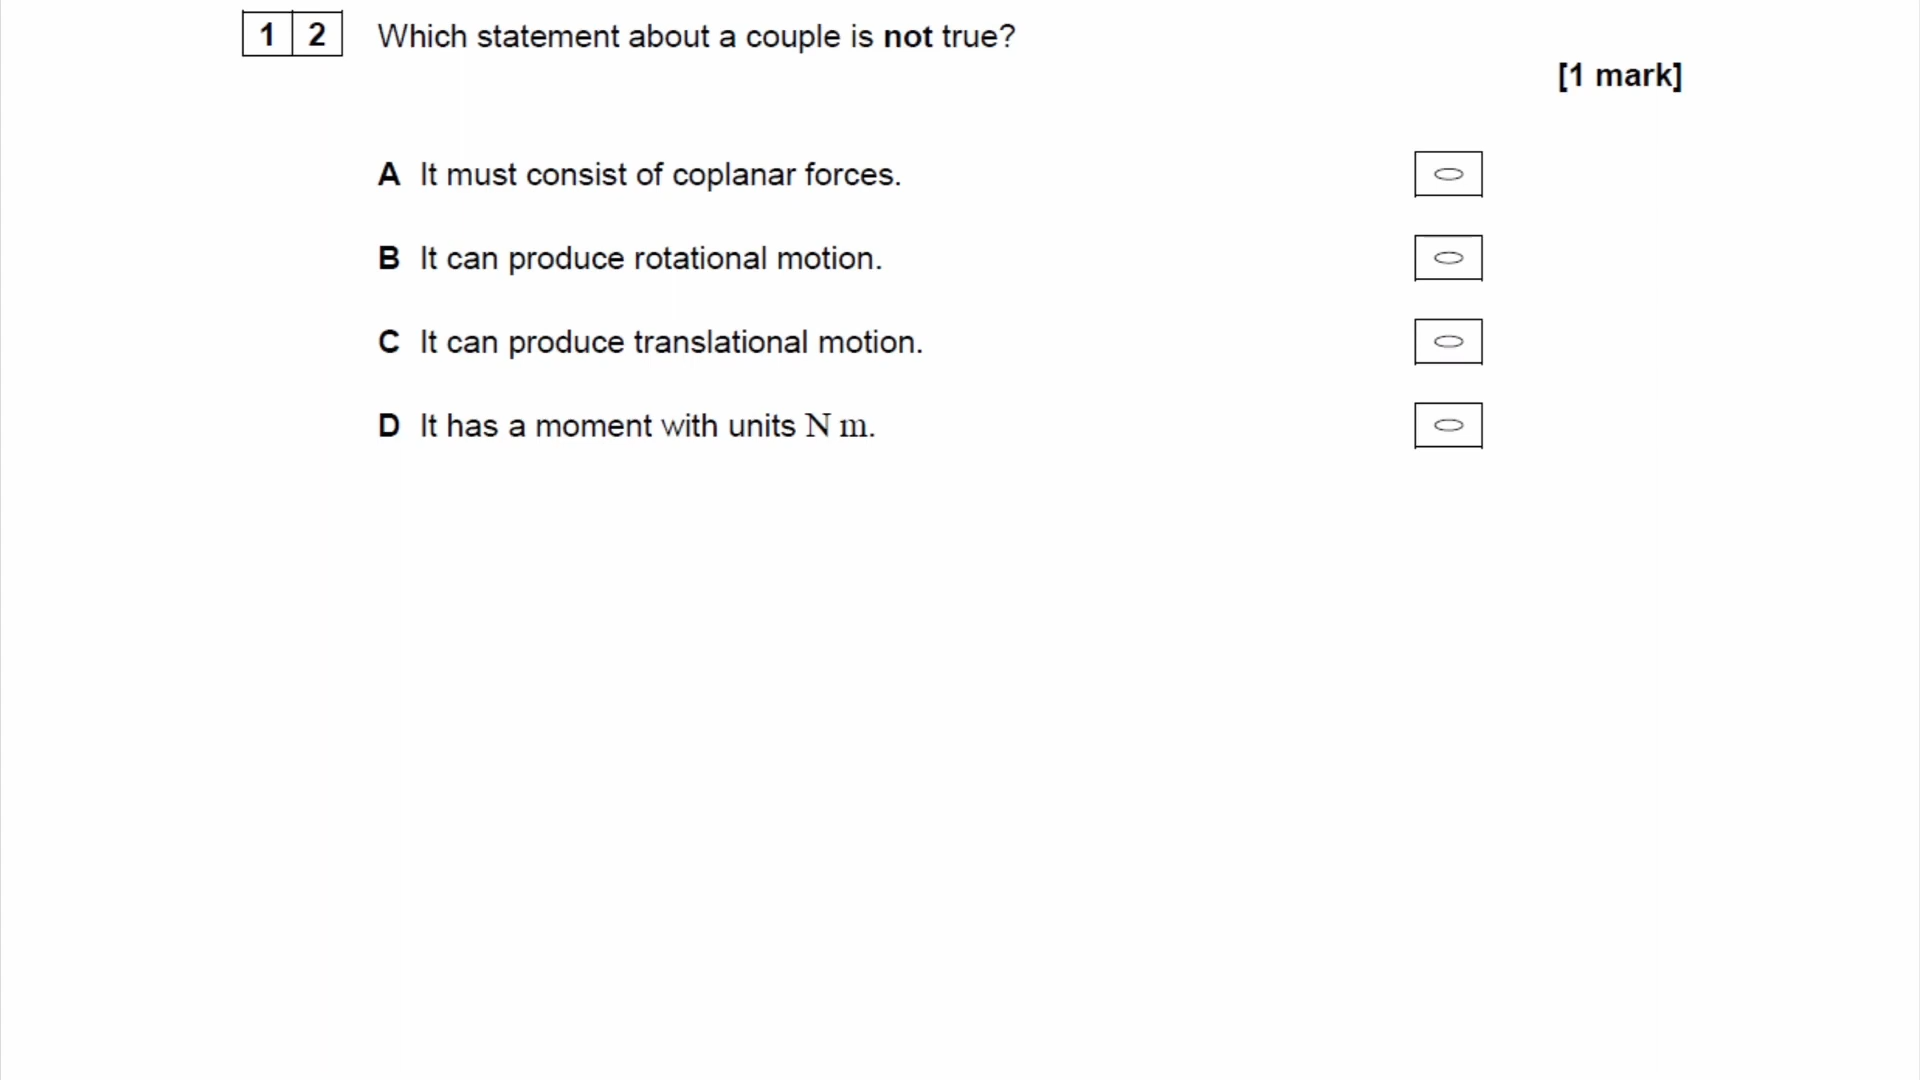 1 2 Which statement about a couple is not true?
[1 mark]
A It must consist of coplanar forces.
B It can produce rotational motion.
C It can produce translational motion.
D It has a moment with units N m.